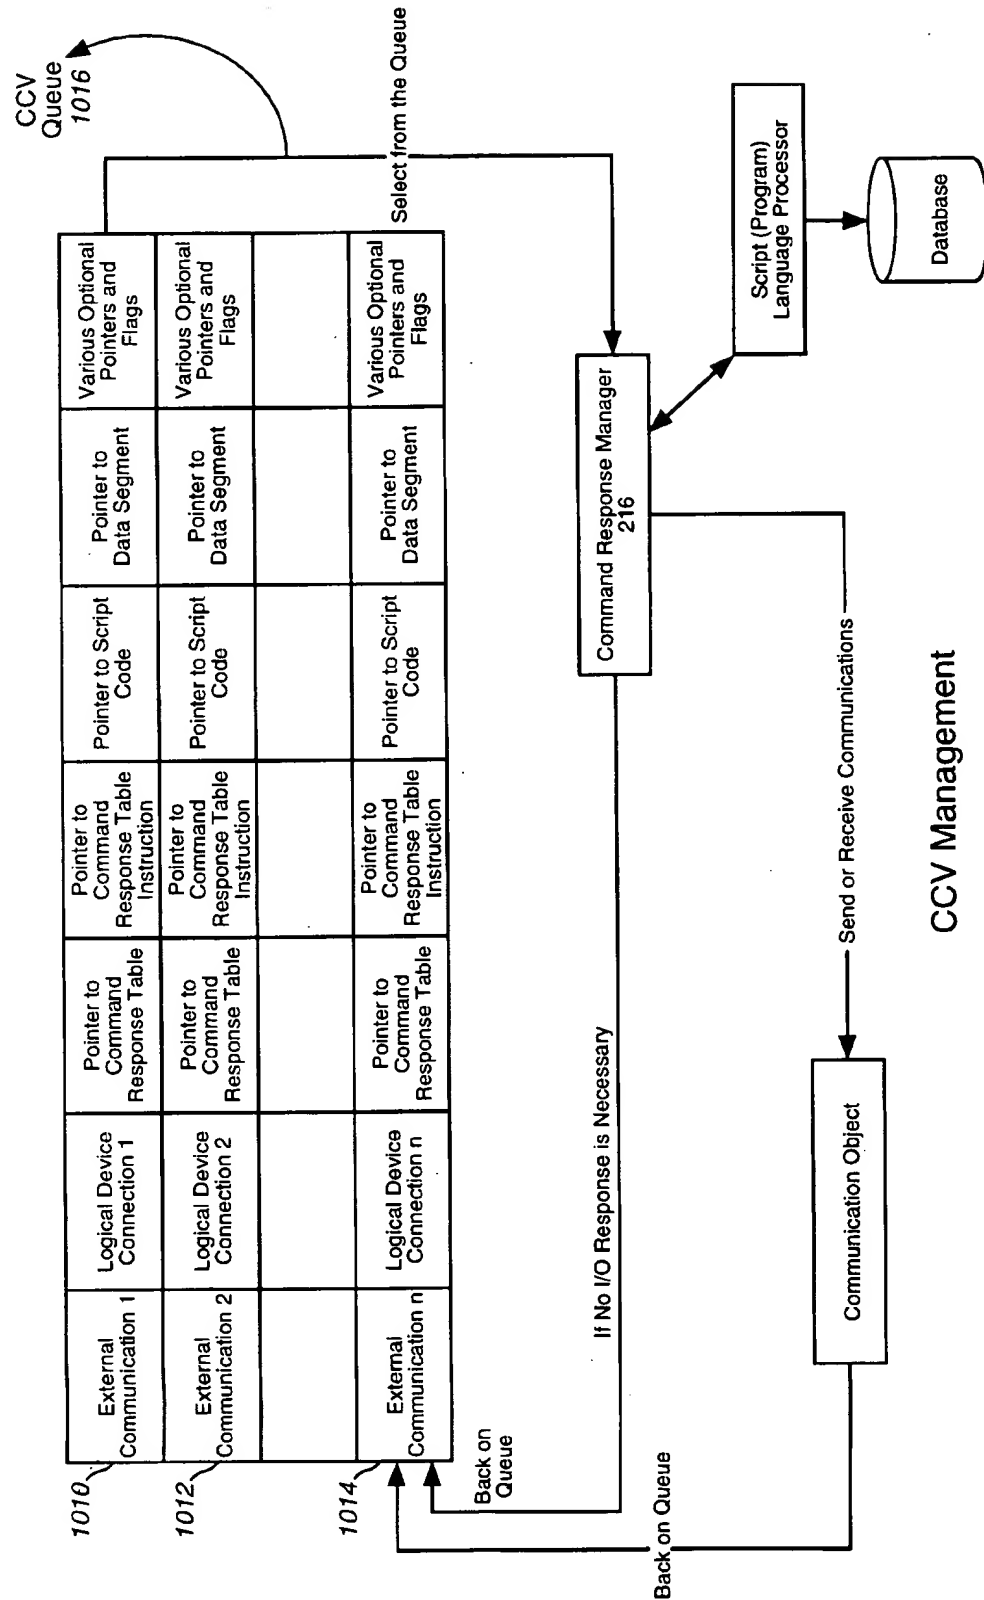 CCV
Queue
1016
1010
External
Communication 1
Logical Device
Connection 1
Pointer to
Command
Response Table
Pointer to
Command
Response Table
Instruction
Pointer to Script
Code
Pointer to
Data Segment
Various Optional
Pointers and
Flags
1012
External
Communication 2
Logical Device
Connection 2
Pointer to
Command
Response Table
Pointer to
Command
Response Table
Instruction
Pointer to Script
Code
Pointer to
Data Segment
Various Optional
Pointers and
Flags
1014
External
Communication n
Logical Device
Connection n
Pointer to
Command
Response Table
Pointer to
Command
Response Table
Instruction
Pointer to Script
Code
Pointer to
Data Segment
Various Optional
Pointers and
Flags
Select from the Queue
Back on
Queue
If No I/O Response is Necessary
Command Response Manager
216
Script (Program)
Language Processor
Database
Back on Queue
Communication Object
Send or Receive Communications
CCV Management